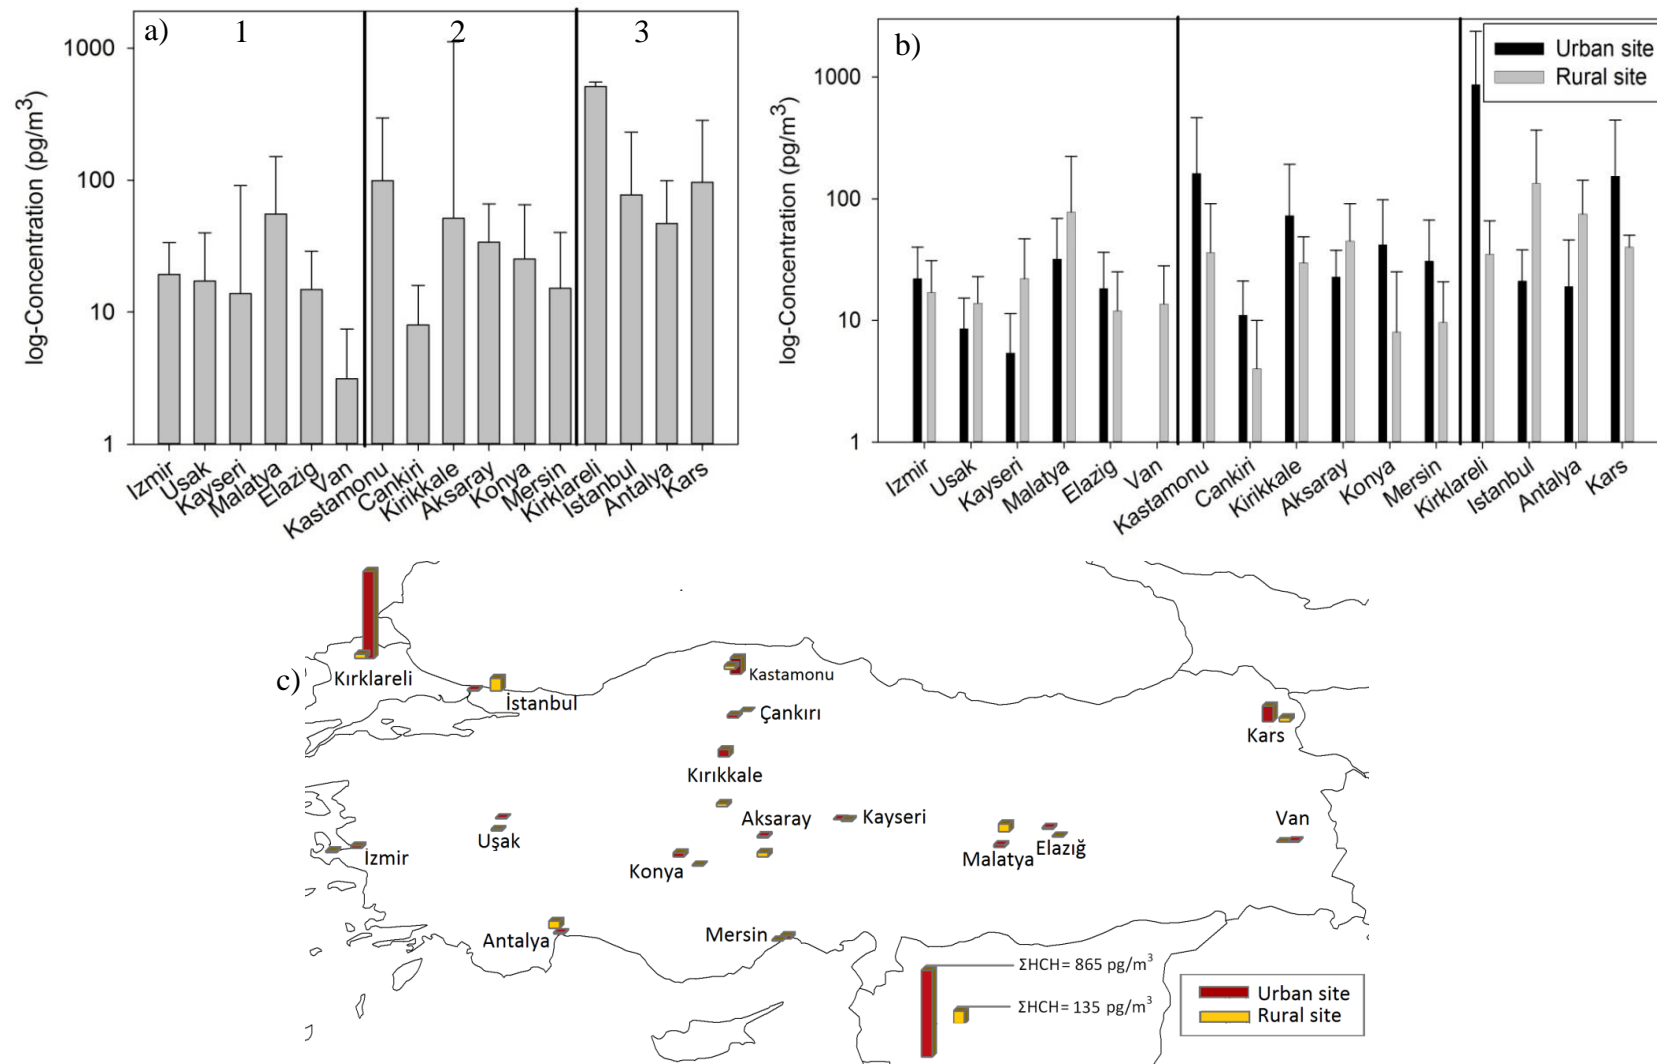 a)
1
2
3
log-Concentration (pg/m³)
1000
100
10
1
Izmir
Usak
Kayseri
Malatya
Elazig
Van
Kastamonu
Cankiri
Kirikkale
Aksaray
Konya
Mersin
Kirklareli
Istanbul
Antalya
Kars
b)
Urban site
Rural site
log-Concentration (pg/m³)
1000
100
10
1
Izmir
Usak
Kayseri
Malatya
Elazig
Van
Kastamonu
Cankiri
Kirikkale
Aksaray
Konya
Mersin
Kirklareli
Istanbul
Antalya
Kars
c)
Kırklareli
İstanbul
Kastamonu
Çankırı
Kars
Kırıkkale
Aksaray
Kayseri
Van
Uşak
İzmir
Konya
Malatya
Elazığ
Antalya
Mersin
ΣHCH= 865 pg/m³
ΣHCH= 135 pg/m³
Urban site
Rural site